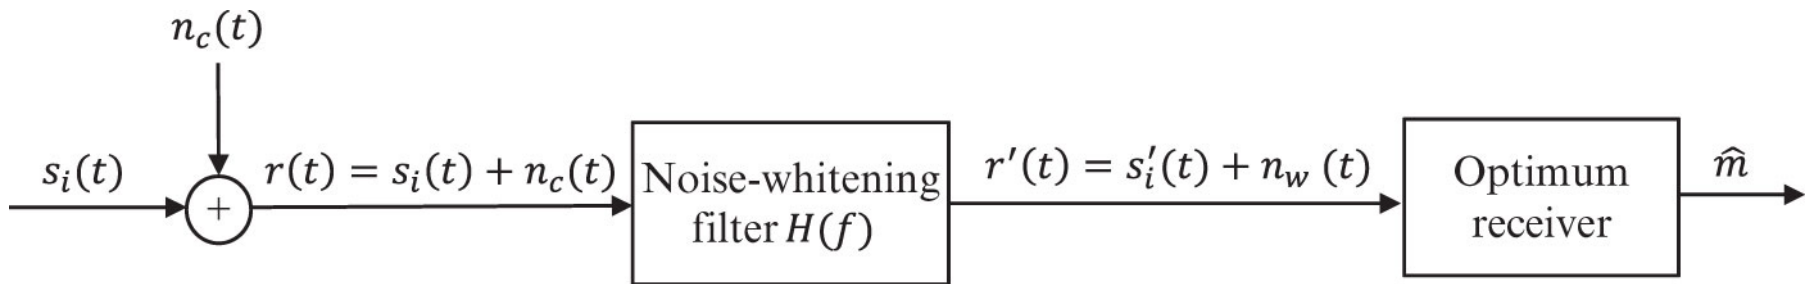 n_c(t)
s_i(t)
+
r(t) = s_i(t) + n_c(t)
Noise-whitening
filter H(f)
r′(t) = s′_i(t) + n_w (t)
Optimum
receiver
m̂